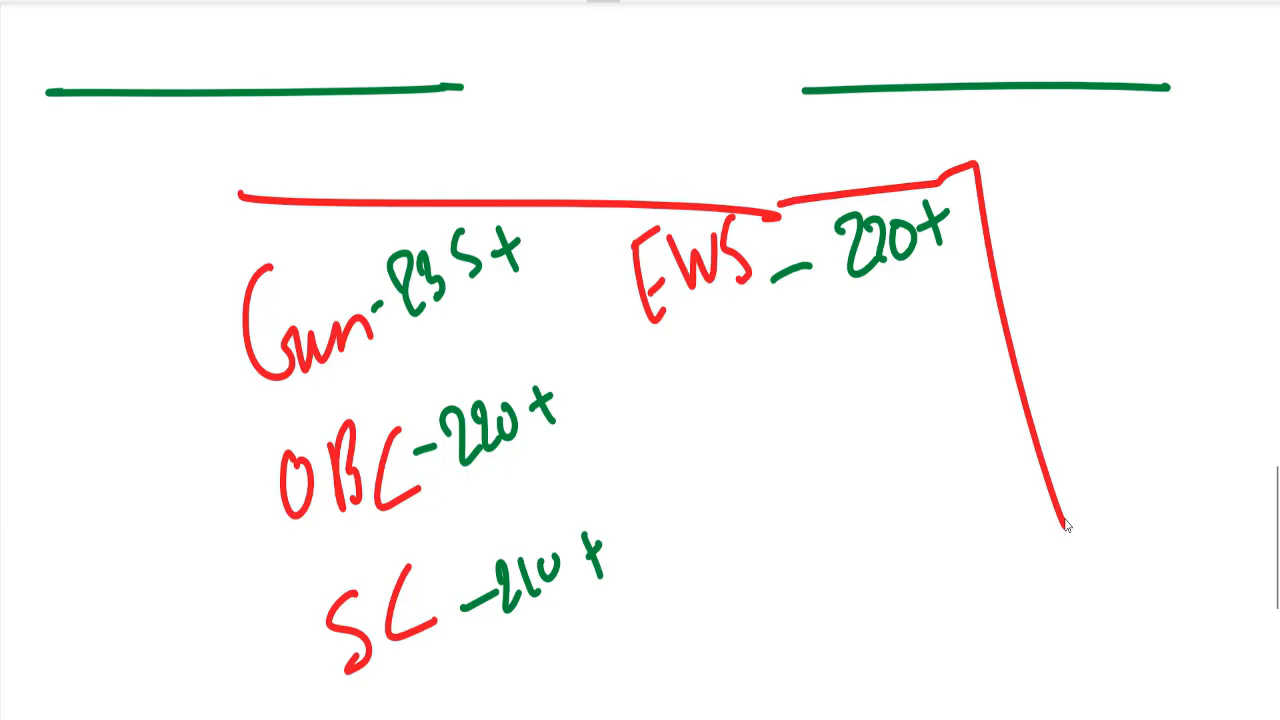 Gen - 235+
EWS - 220+
OBC - 220+
SC - 210+